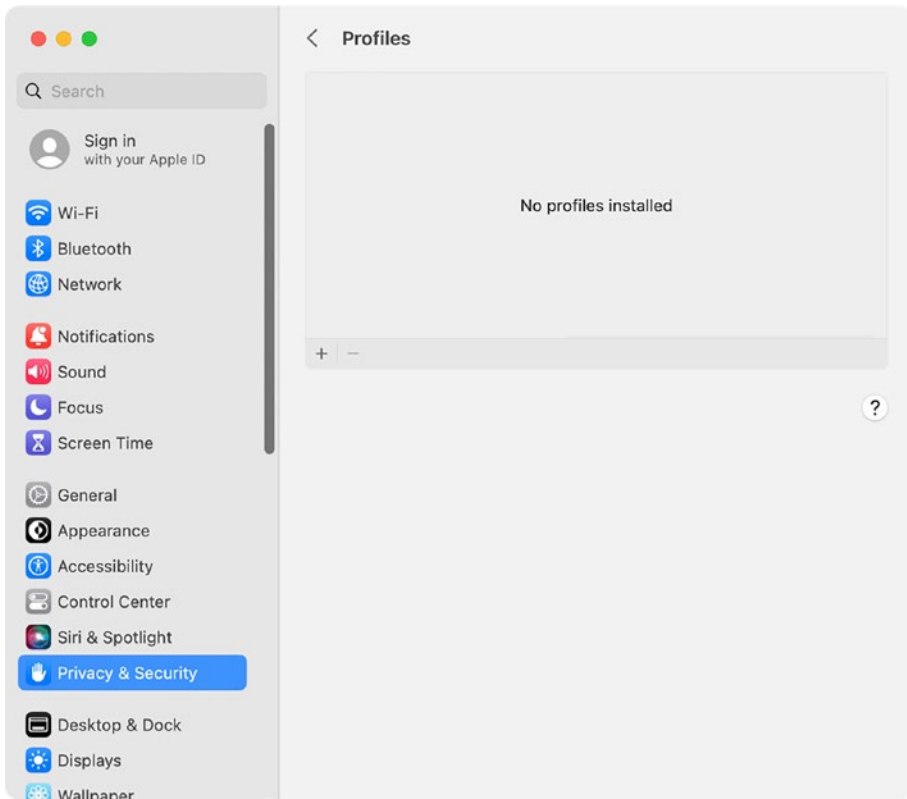 Profiles
Search
Sign in
with your Apple ID
Wi-Fi
Bluetooth
Network
Notifications
Sound
Focus
Screen Time
General
Appearance
Accessibility
Control Center
Siri & Spotlight
Privacy & Security
Desktop & Dock
Displays
Wallpaper
No profiles installed
+ −
?